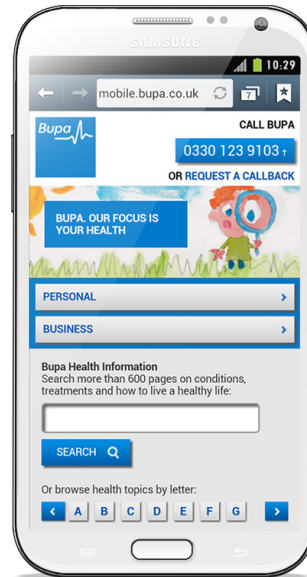 SAMSUNG
10:29
mobile.bupa.co.uk
7
Bupa
CALL BUPA
0330 123 9103 †
OR REQUEST A CALLBACK
BUPA. OUR FOCUS IS
YOUR HEALTH
PERSONAL
BUSINESS
Bupa Health Information
Search more than 600 pages on conditions,
treatments and how to live a healthy life:
SEARCH
Or browse health topics by letter:
A B C D E F G